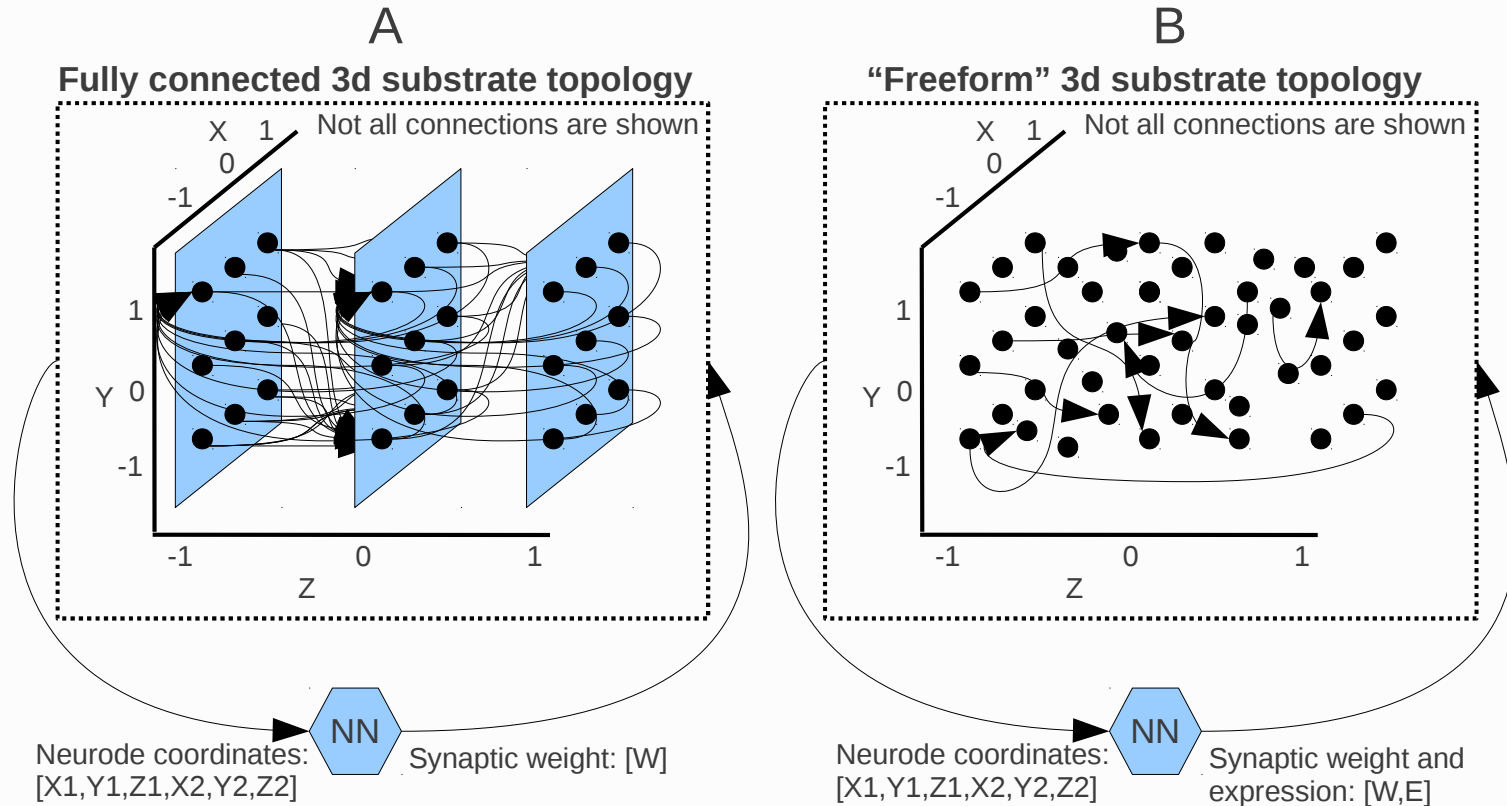 A
Fully connected 3d substrate topology
Not all connections are shown
X
1
0
-1
1
Y
0
-1
-1
0
1
Z
NN
Neurode coordinates:
[X1,Y1,Z1,X2,Y2,Z2]
Synaptic weight: [W]
B
“Freeform” 3d substrate topology
Not all connections are shown
X
1
0
-1
1
Y
0
-1
-1
0
1
Z
NN
Neurode coordinates:
[X1,Y1,Z1,X2,Y2,Z2]
Synaptic weight and
expression: [W,E]